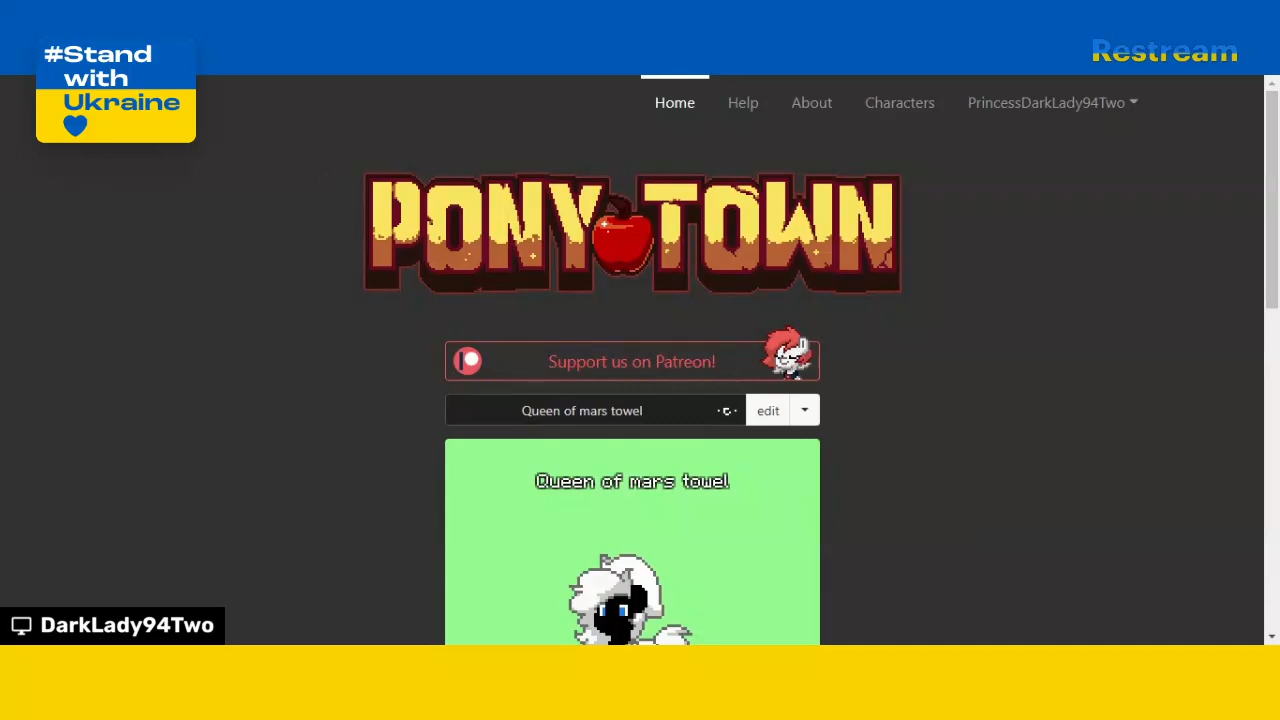 #Stand
with
Ukraine
Restream
Home Help About Characters PrincessDarkLady94Two
PONY TOWN
Support us on Patreon!
Queen of mars towel edit
Queen of mars towel
DarkLady94Two